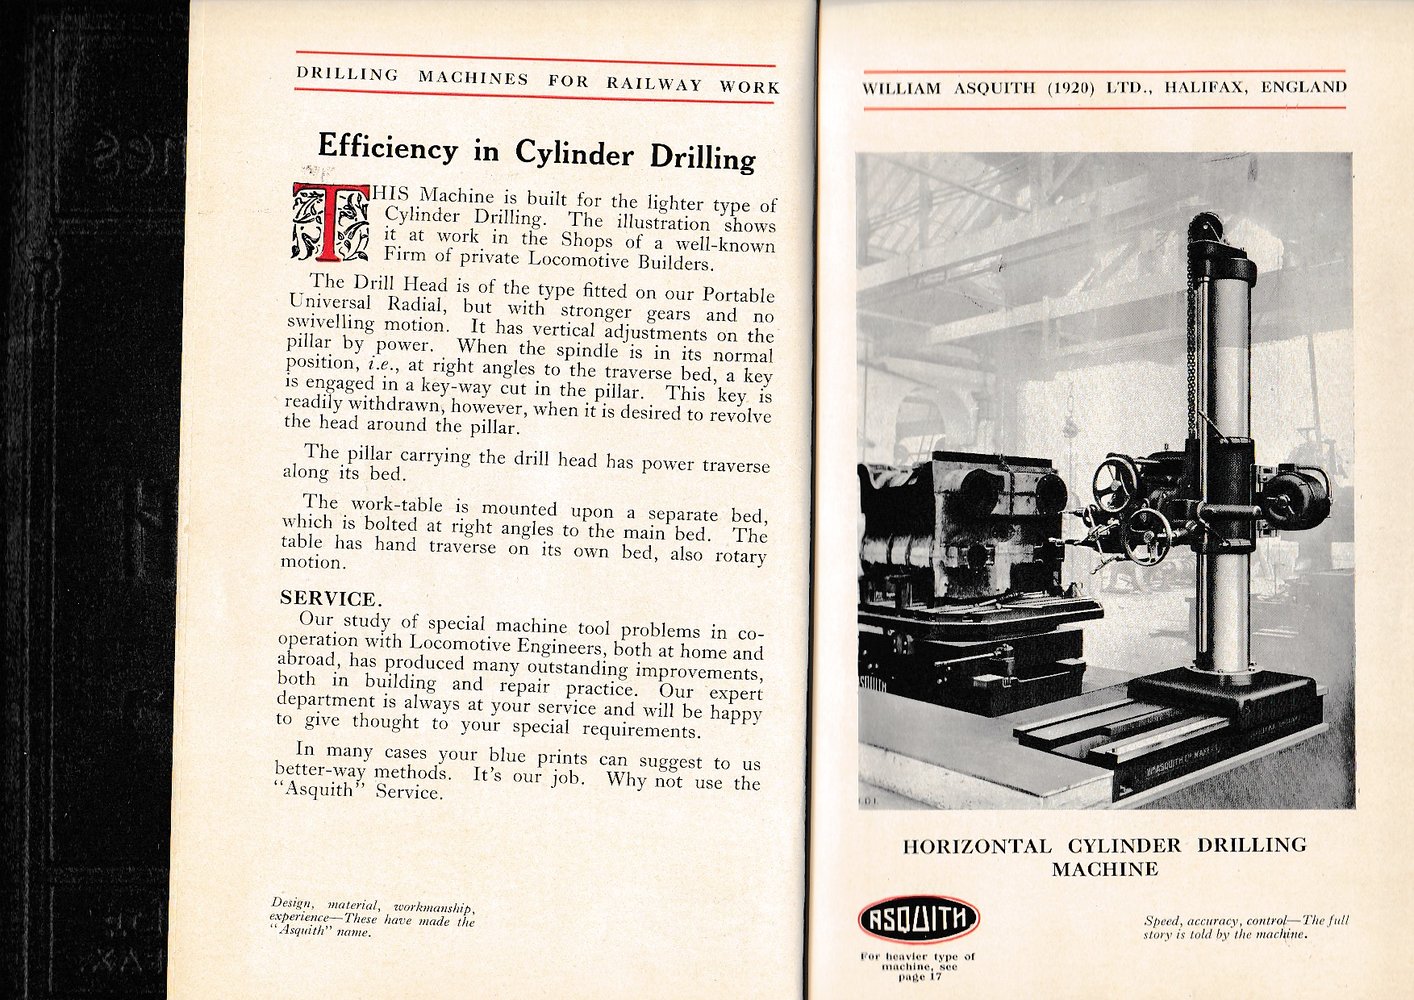 DRILLING MACHINES FOR RAILWAY WORK
Efficiency in Cylinder Drilling
THIS Machine is built for the lighter type of
Cylinder Drilling. The illustration shows
it at work in the Shops of a well-known
Firm of private Locomotive Builders.
The Drill Head is of the type fitted on our Portable
Universal Radial, but with stronger gears and no
swivelling motion. It has vertical adjustments on the
pillar by power. When the spindle is in its normal
position, i.e., at right angles to the traverse bed, a key
is engaged in a key-way cut in the pillar. This key is
readily withdrawn, however, when it is desired to revolve
the head around the pillar.
The pillar carrying the drill head has power traverse
along its bed.
The work-table is mounted upon a separate bed,
which is bolted at right angles to the main bed. The
table has hand traverse on its own bed, also rotary
motion.
SERVICE.
Our study of special machine tool problems in co-
operation with Locomotive Engineers, both at home and
abroad, has produced many outstanding improvements,
both in building and repair practice. Our expert
department is always at your service and will be happy
to give thought to your special requirements.
In many cases your blue prints can suggest to us
better-way methods. It's our job. Why not use the
"Asquith" Service.
Design, material, workmanship,
experience—These have made the
"Asquith" name.
WILLIAM ASQUITH (1920) LTD., HALIFAX, ENGLAND
ASQUITH
WM ASQUITH LTD MAKERS
HORIZONTAL CYLINDER DRILLING
MACHINE
ASQUITH
For heavier type of
machine, see
page 17
Speed, accuracy, control—The full
story is told by the machine.